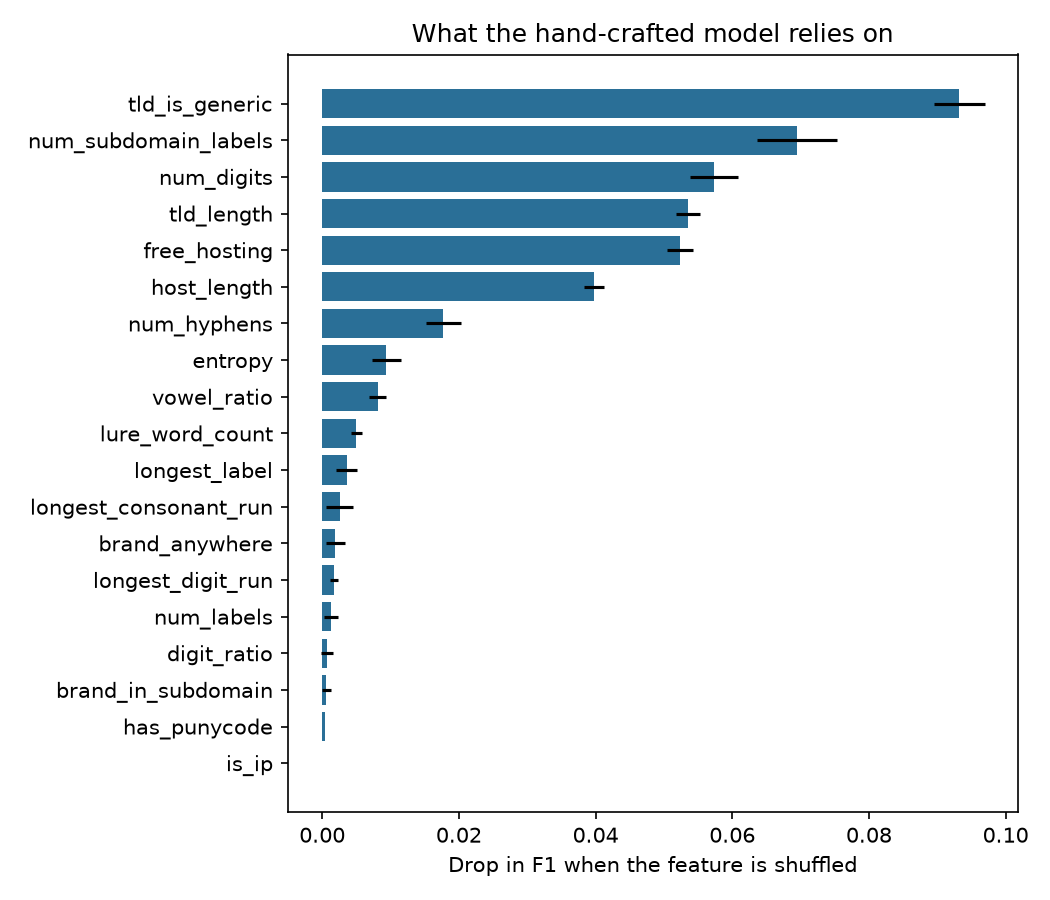 What the hand-crafted model relies on
tld_is_generic
num_subdomain_labels
num_digits
tld_length
free_hosting
host_length
num_hyphens
entropy
vowel_ratio
lure_word_count
longest_label
longest_consonant_run
brand_anywhere
longest_digit_run
num_labels
digit_ratio
brand_in_subdomain
has_punycode
is_ip
0.00 0.02 0.04 0.06 0.08 0.10
Drop in F1 when the feature is shuffled